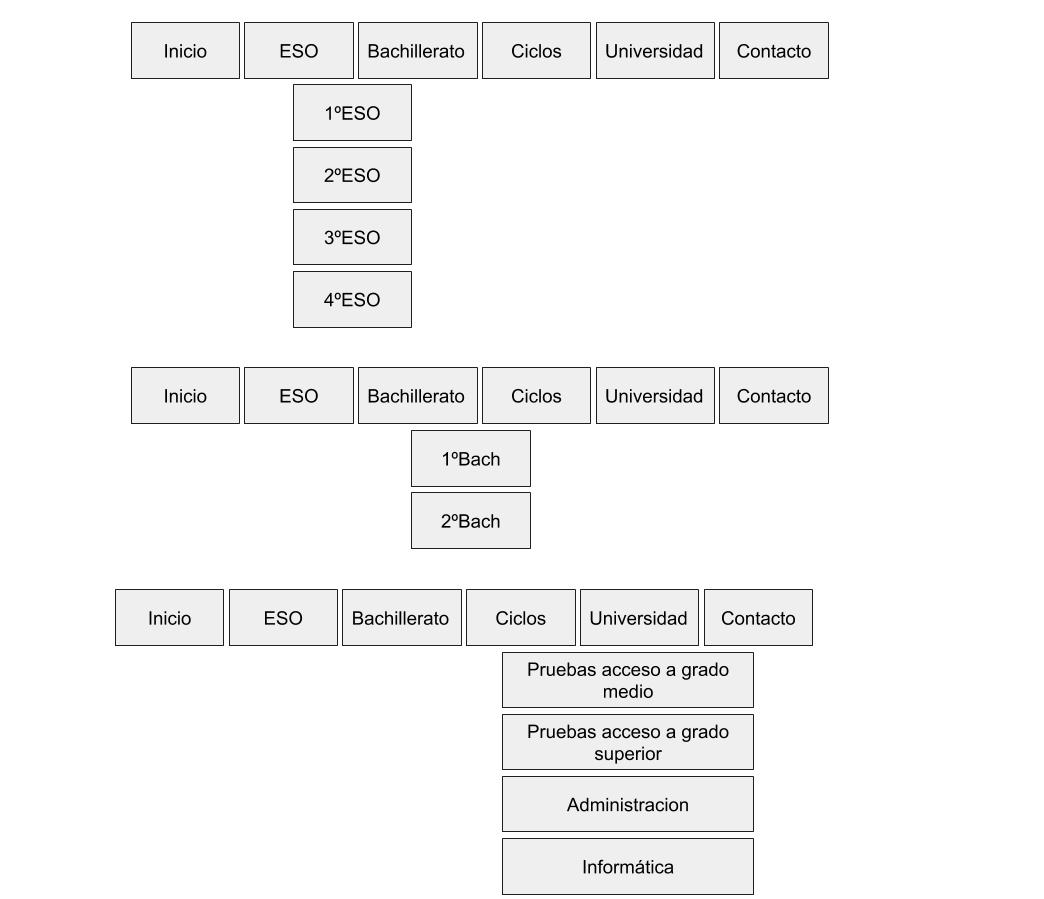 Inicio ESO Bachillerato Ciclos Universidad Contacto
1ºESO
2ºESO
3ºESO
4ºESO
Inicio ESO Bachillerato Ciclos Universidad Contacto
1ºBach
2ºBach
Inicio ESO Bachillerato Ciclos Universidad Contacto
Pruebas acceso a grado
medio
Pruebas acceso a grado
superior
Administracion
Informática